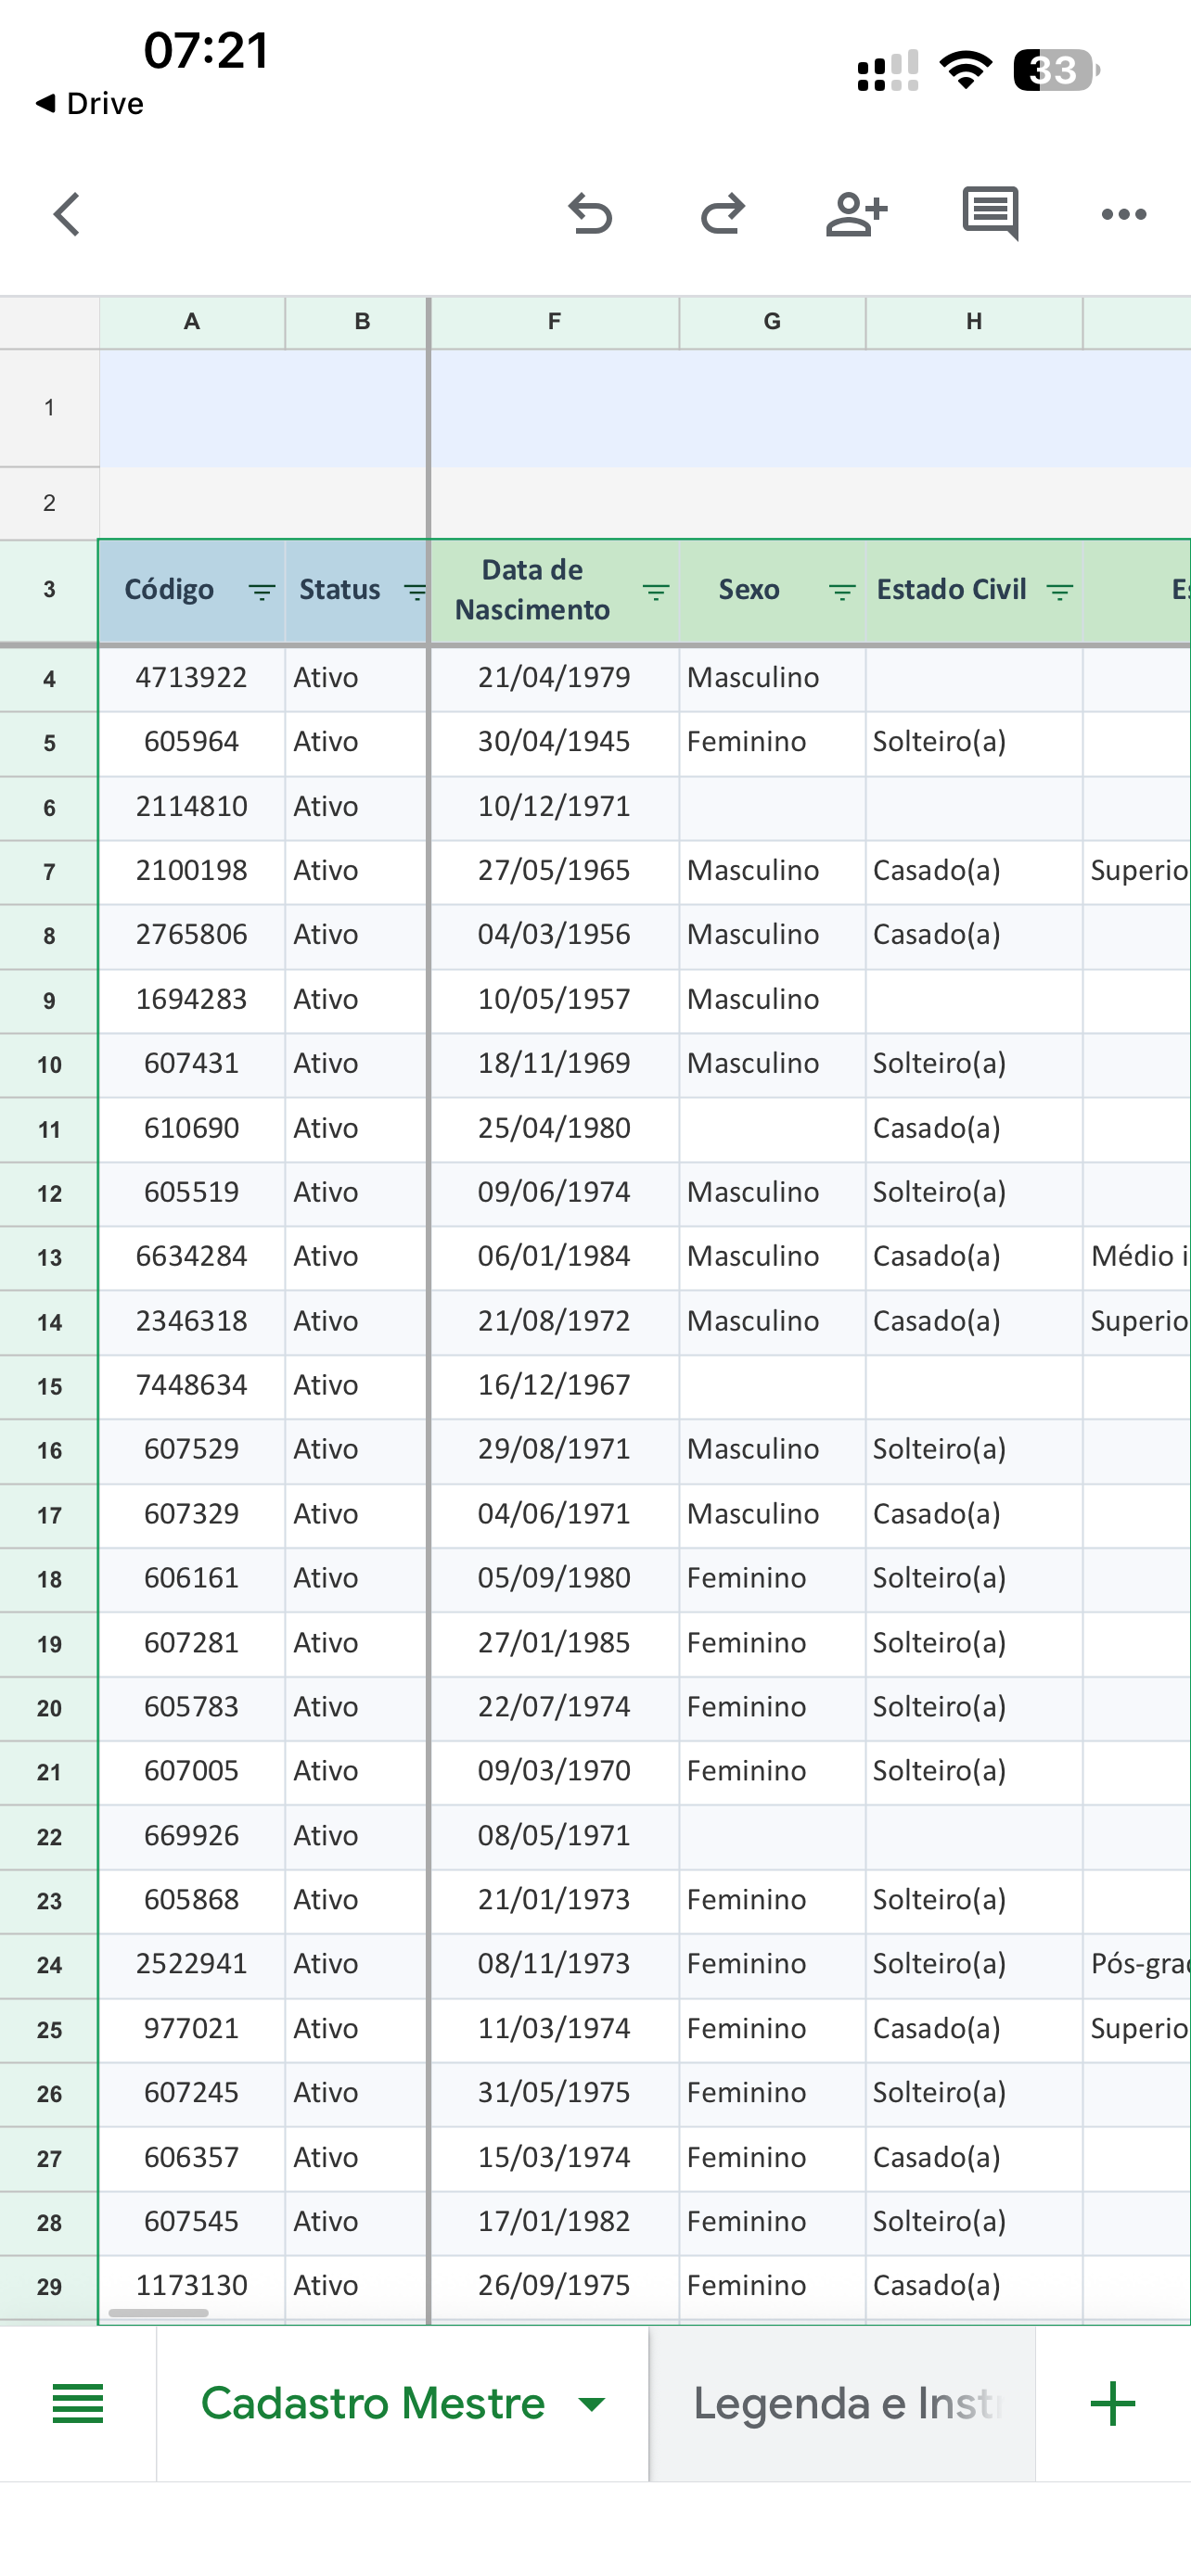 07:21
33
Drive
A B F G H
1
2
3 Código Status Data de Nascimento Sexo Estado Civil
4 4713922 Ativo 21/04/1979 Masculino
5 605964 Ativo 30/04/1945 Feminino Solteiro(a)
6 2114810 Ativo 10/12/1971
7 2100198 Ativo 27/05/1965 Masculino Casado(a) Superio
8 2765806 Ativo 04/03/1956 Masculino Casado(a)
9 1694283 Ativo 10/05/1957 Masculino
10 607431 Ativo 18/11/1969 Masculino Solteiro(a)
11 610690 Ativo 25/04/1980 Casado(a)
12 605519 Ativo 09/06/1974 Masculino Solteiro(a)
13 6634284 Ativo 06/01/1984 Masculino Casado(a) Médio i
14 2346318 Ativo 21/08/1972 Masculino Casado(a) Superio
15 7448634 Ativo 16/12/1967
16 607529 Ativo 29/08/1971 Masculino Solteiro(a)
17 607329 Ativo 04/06/1971 Masculino Casado(a)
18 606161 Ativo 05/09/1980 Feminino Solteiro(a)
19 607281 Ativo 27/01/1985 Feminino Solteiro(a)
20 605783 Ativo 22/07/1974 Feminino Solteiro(a)
21 607005 Ativo 09/03/1970 Feminino Solteiro(a)
22 669926 Ativo 08/05/1971
23 605868 Ativo 21/01/1973 Feminino Solteiro(a)
24 2522941 Ativo 08/11/1973 Feminino Solteiro(a) Pós-gra
25 977021 Ativo 11/03/1974 Feminino Casado(a) Superio
26 607245 Ativo 31/05/1975 Feminino Solteiro(a)
27 606357 Ativo 15/03/1974 Feminino Casado(a)
28 607545 Ativo 17/01/1982 Feminino Solteiro(a)
29 1173130 Ativo 26/09/1975 Feminino Casado(a)
Cadastro Mestre Legenda e Inst